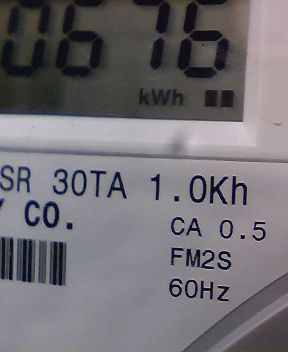 0676
kWh
SR 30TA 1.0Kh
Y CO.
CA 0.5
FM2S
60Hz